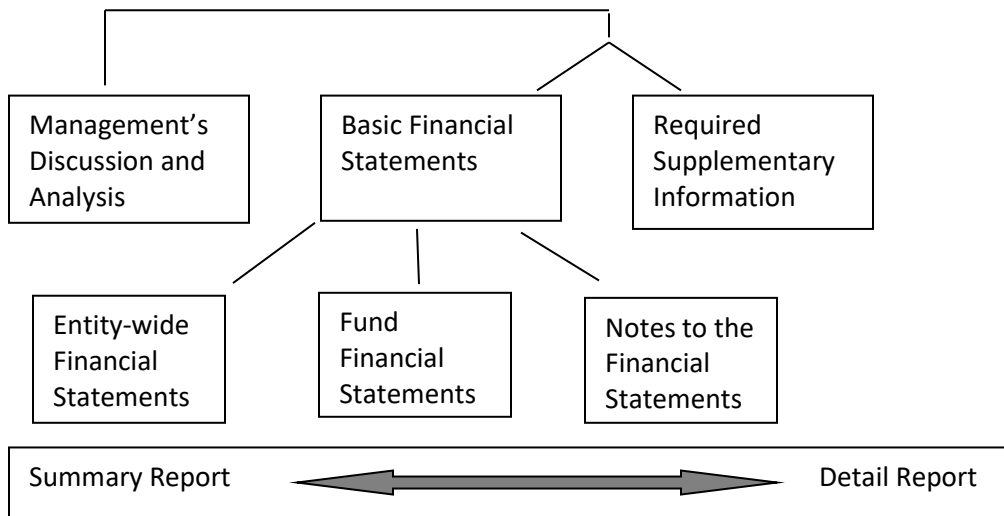 Management’s
Discussion and
Analysis
Basic Financial
Statements
Required
Supplementary
Information
Entity-wide
Financial
Statements
Fund
Financial
Statements
Notes to the
Financial
Statements
Summary Report
Detail Report